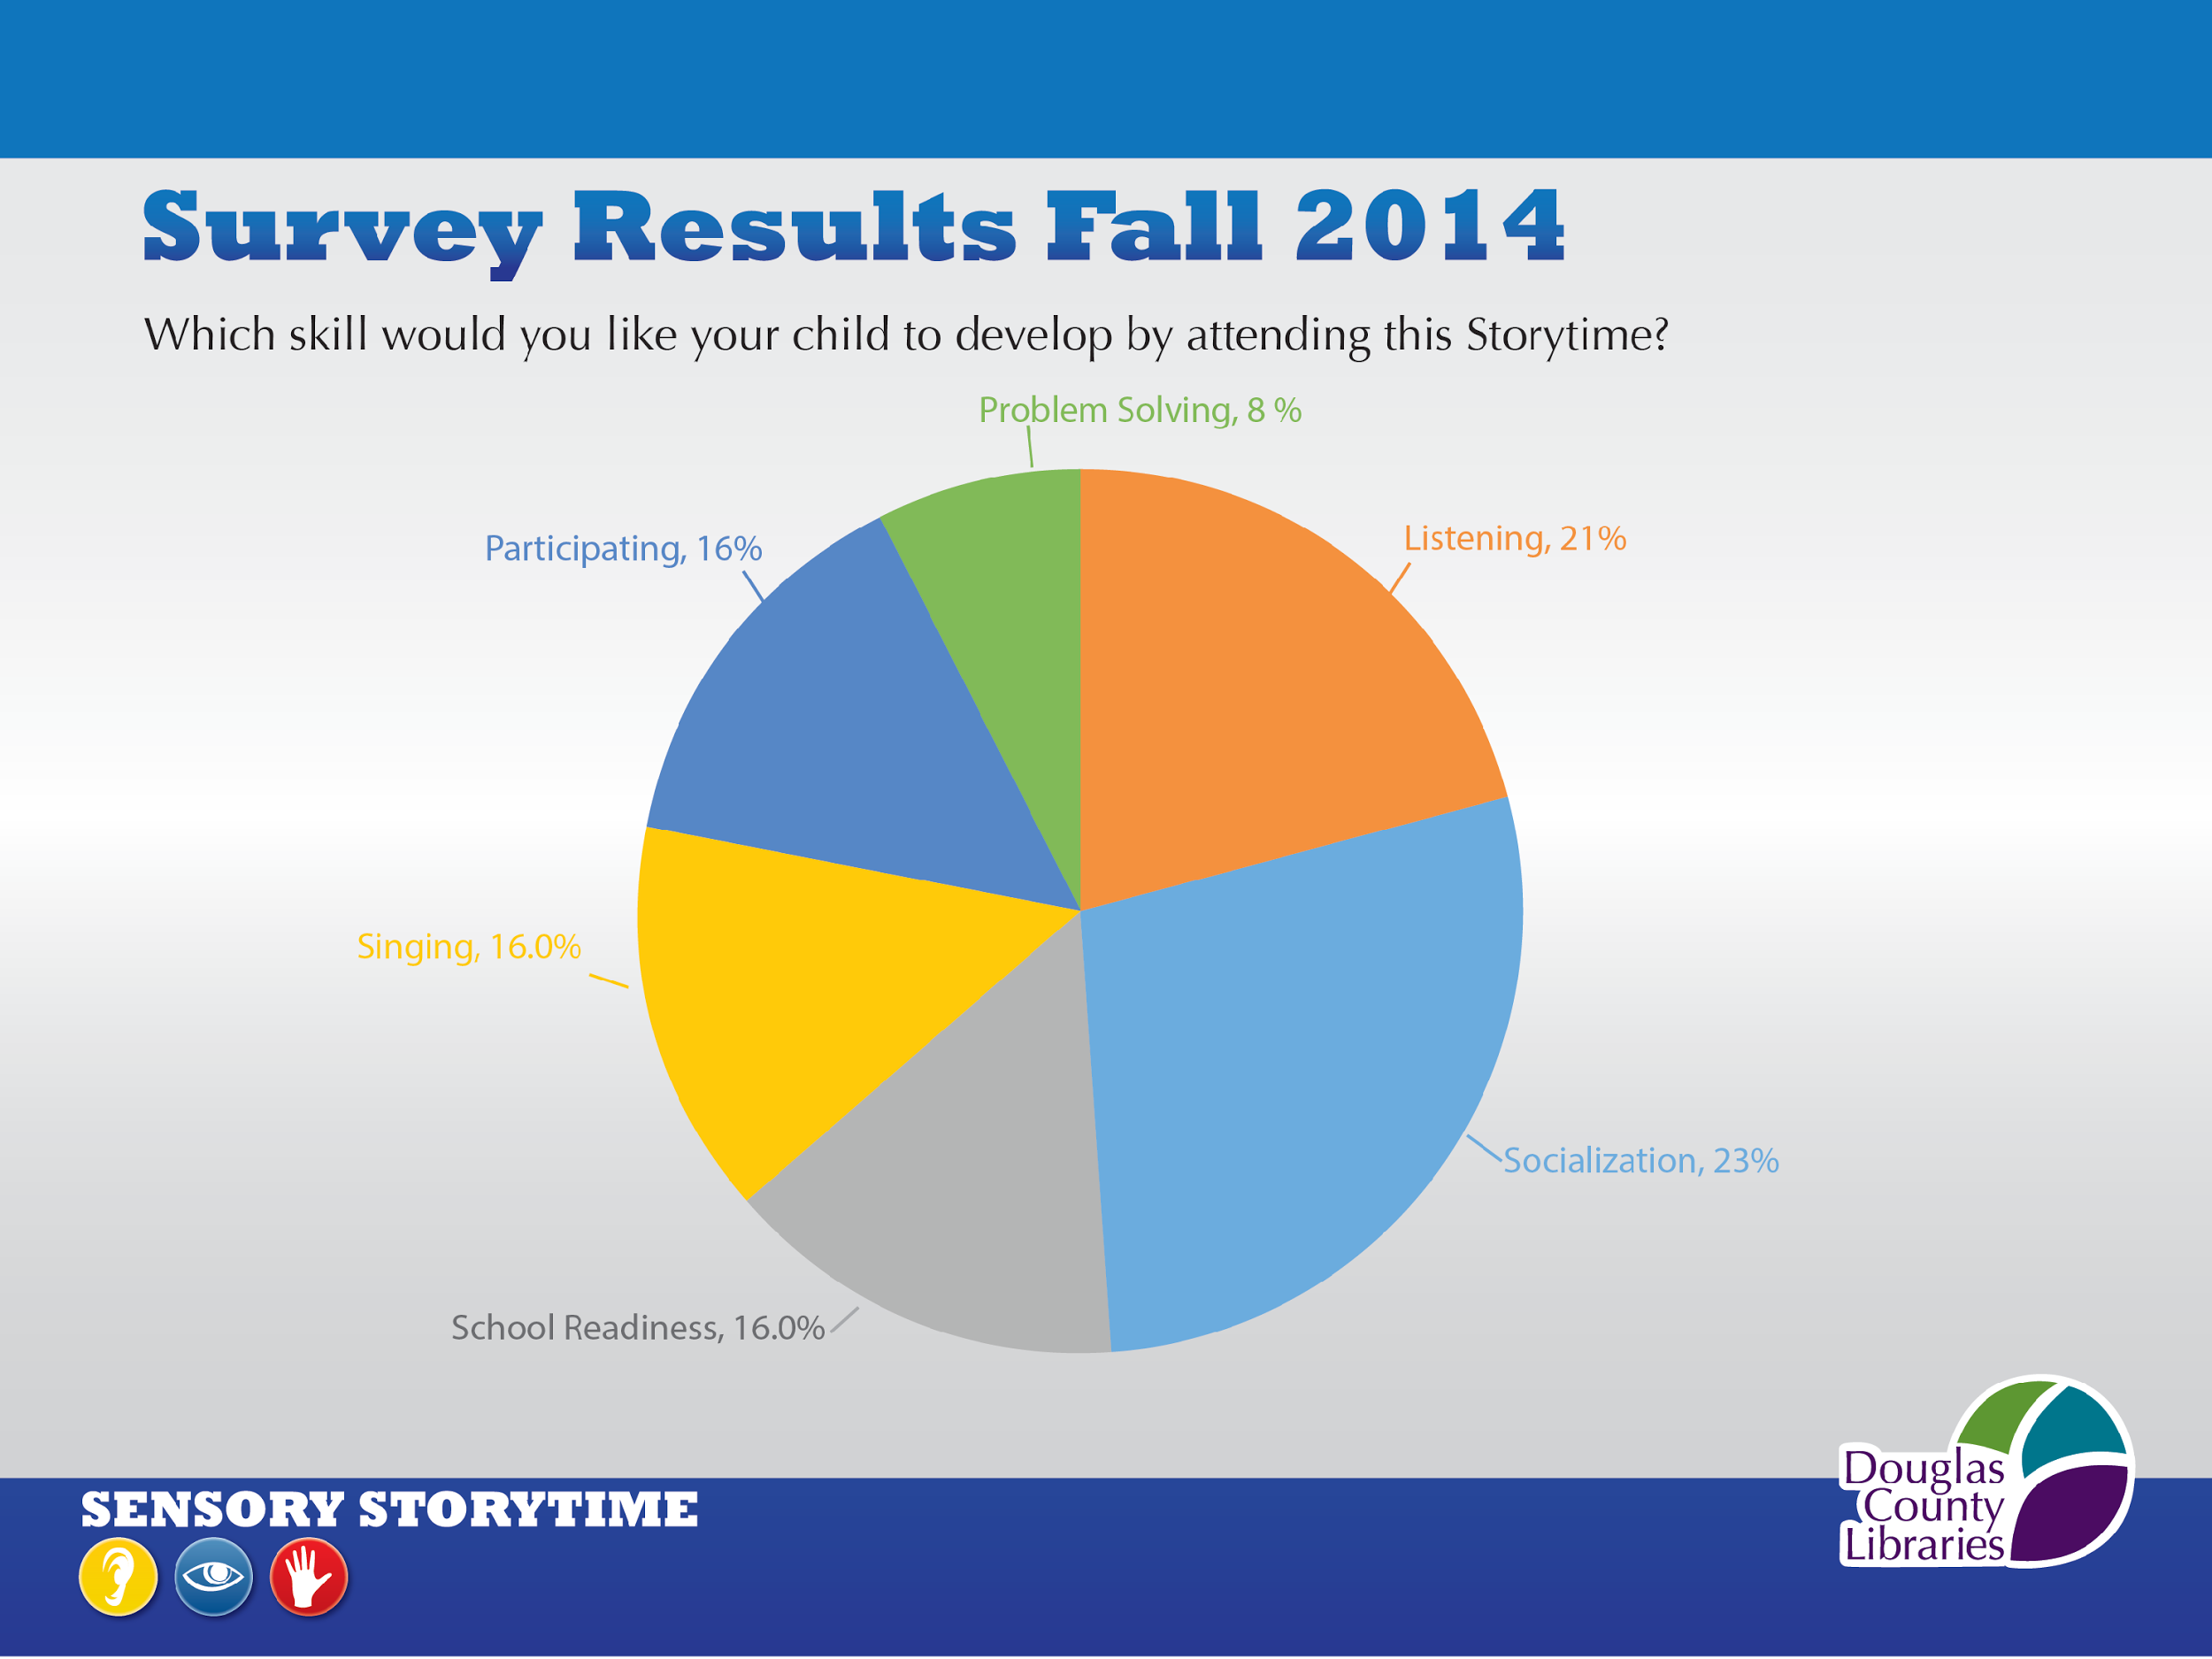 Survey Results Fall 2014
Which skill would you like your child to develop by attending this Storytime?
Problem Solving, 8 %
Listening, 21%
Participating, 16%
Singing, 16.0%
Socialization, 23%
School Readiness, 16.0%
SENSORY STORYTIME
Douglas
County
Libraries